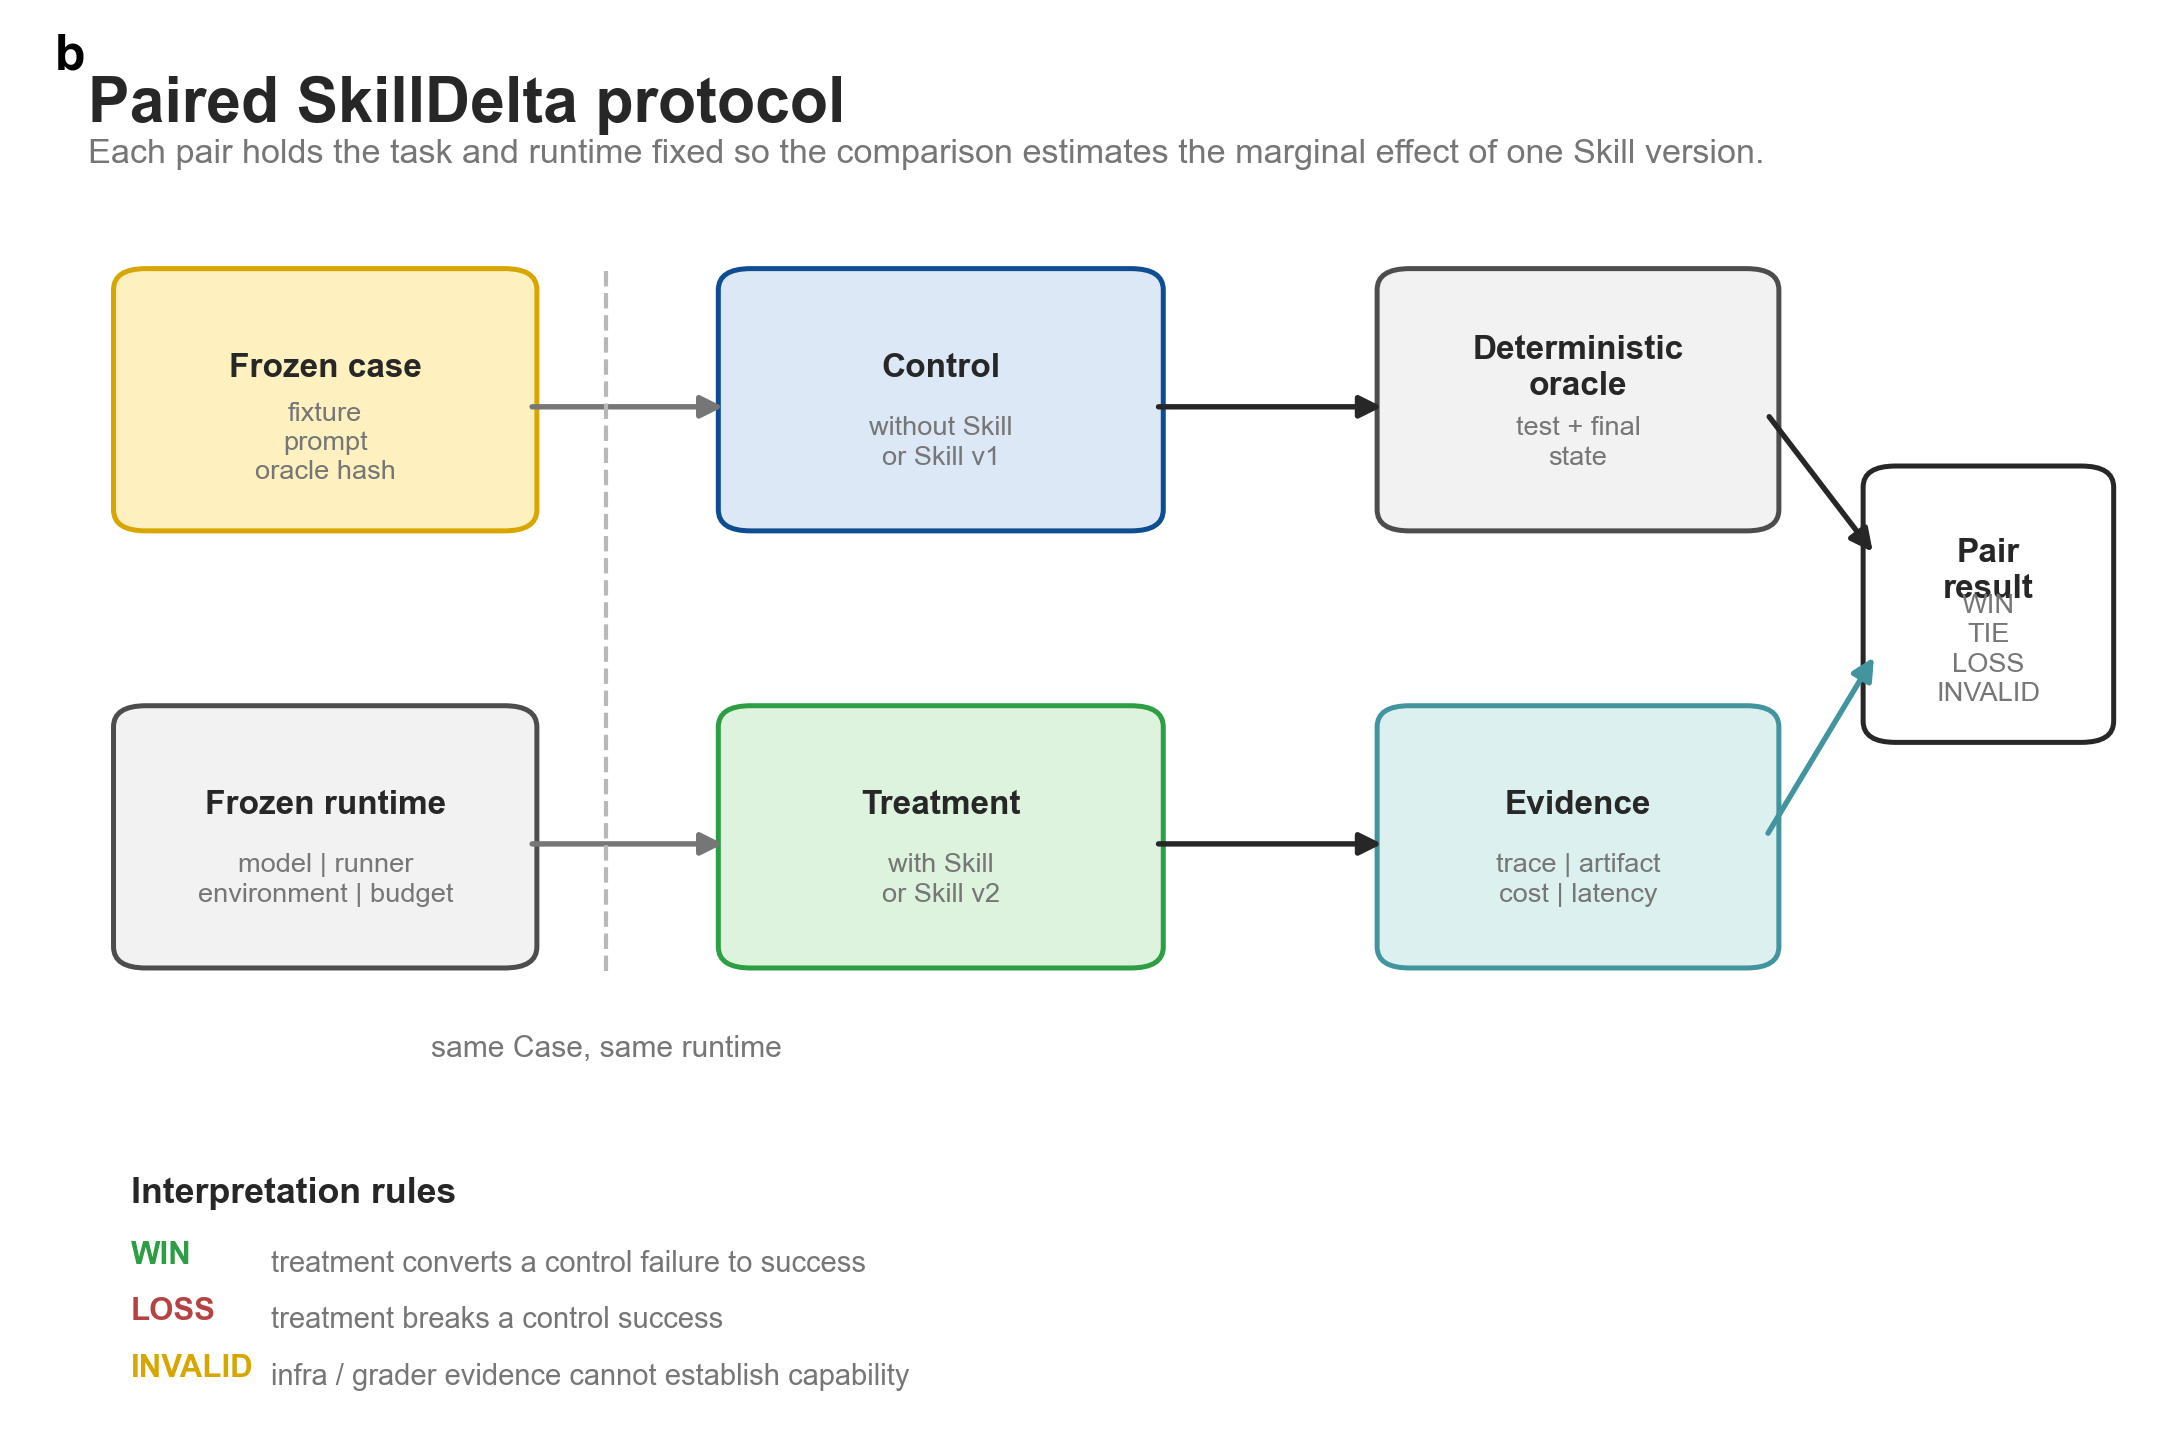 b
Paired SkillDelta protocol
Each pair holds the task and runtime fixed so the comparison estimates the marginal effect of one Skill version.
Frozen case
fixture
prompt
oracle hash
Control
without Skill
or Skill v1
Deterministic
oracle
test + final
state
Pair
result
WIN
TIE
LOSS
INVALID
Frozen runtime
model | runner
environment | budget
Treatment
with Skill
or Skill v2
Evidence
trace | artifact
cost | latency
same Case, same runtime
Interpretation rules
WIN treatment converts a control failure to success
LOSS treatment breaks a control success
INVALID infra / grader evidence cannot establish capability